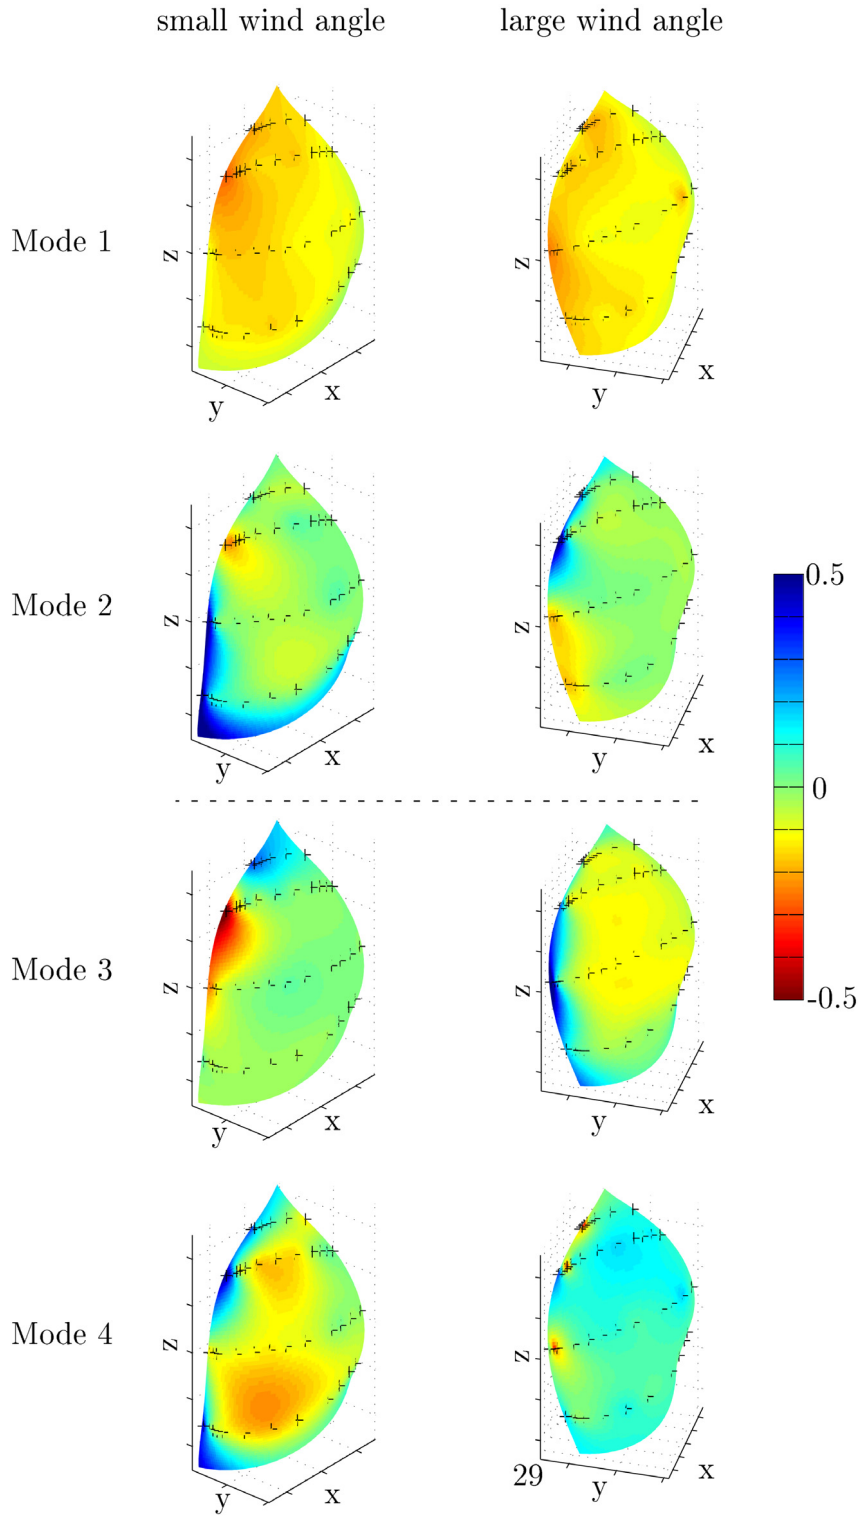 small wind angle
large wind angle
Mode 1
z
y
x
z
y
x
Mode 2
z
y
x
z
y
x
0.5
0
-0.5
Mode 3
z
y
x
z
y
x
Mode 4
z
y
x
z
29
y
x